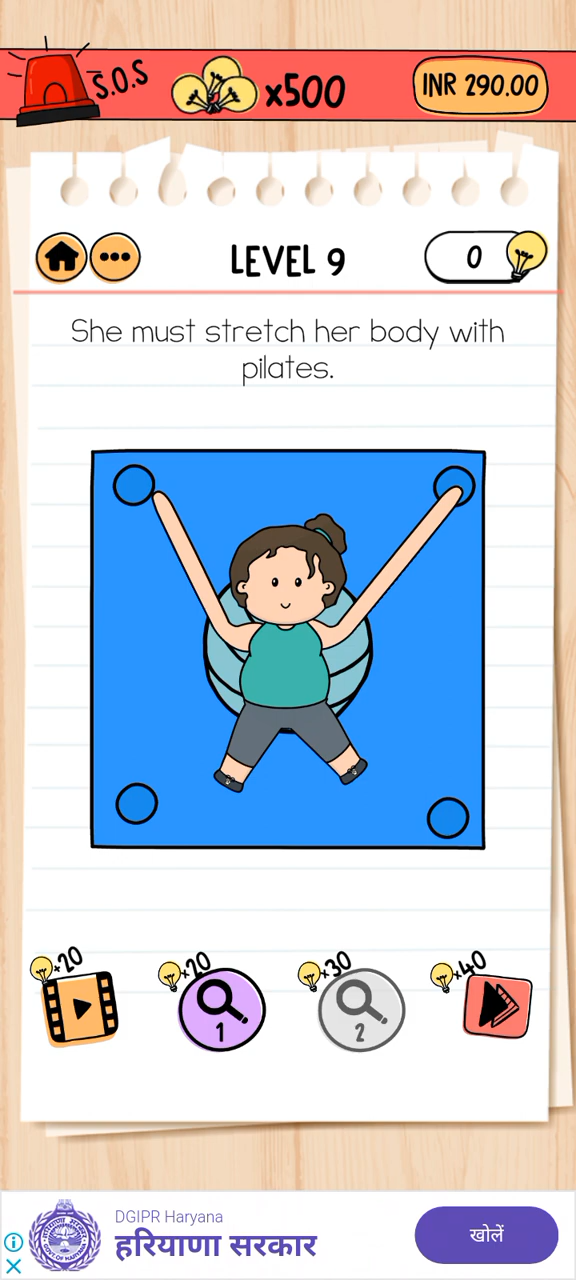 S.O.S
x500
INR 290.00
LEVEL 9
0
She must stretch her body with
pilates.
x20
x20
x30
x40
1
2
DGIPR Haryana
हरियाणा सरकार
खोलें